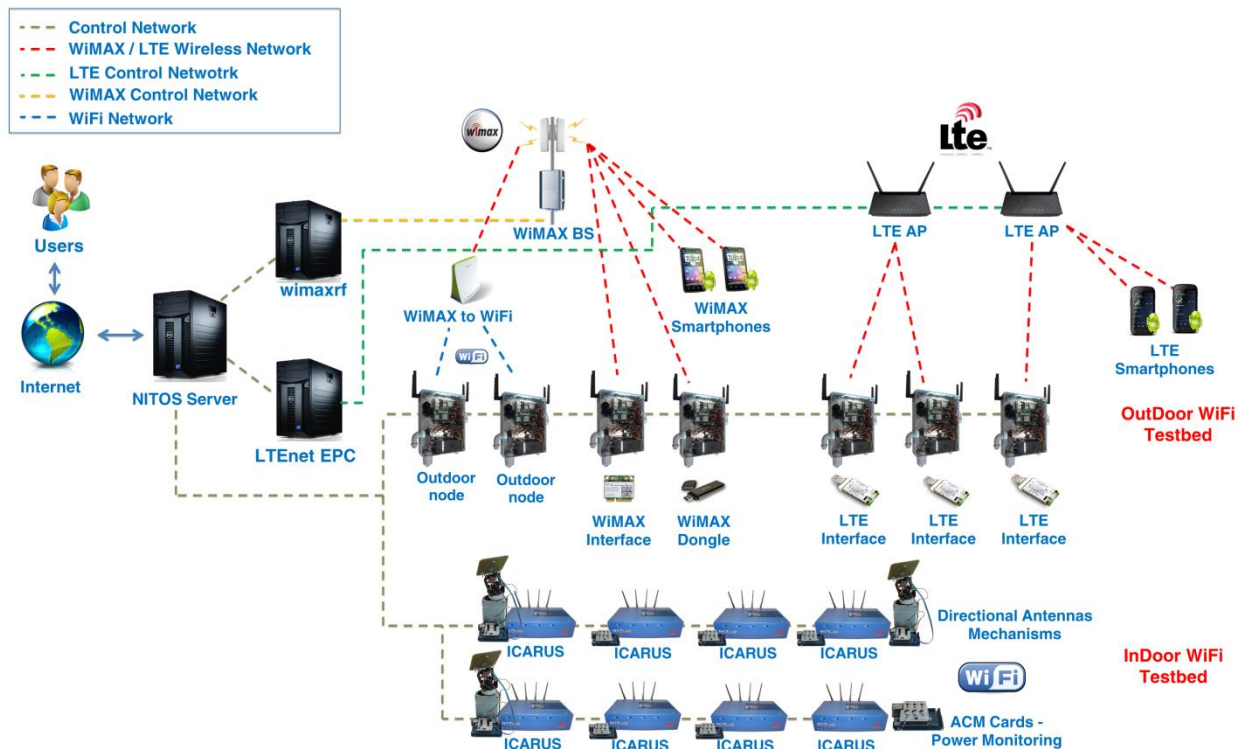 Control Network
WiMAX / LTE Wireless Network
LTE Control Netwotrk
WiMAX Control Network
WiFi Network
wimax
Lte
Users
wimaxrf
WiMAX BS
LTE AP
LTE AP
WiMAX to WiFi
WiMAX
Smartphones
LTE
Smartphones
Internet
NITOS Server
WiFi
LTEnet EPC
OutDoor WiFi
Testbed
Outdoor
node
Outdoor
node
WiMAX
Interface
WiMAX
Dongle
LTE
Interface
LTE
Interface
LTE
Interface
ICARUS
ICARUS
ICARUS
ICARUS
Directional Antennas
Mechanisms
InDoor WiFi
Testbed
WiFi
ICARUS
ICARUS
ICARUS
ICARUS
ACM Cards -
Power Monitoring